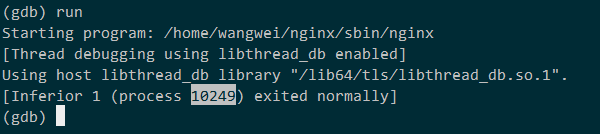 (gdb) run
Starting program: /home/wangwei/nginx/sbin/nginx
[Thread debugging using libthread_db enabled]
Using host libthread_db library "/lib64/tls/libthread_db.so.1".
[Inferior 1 (process 10249) exited normally]
(gdb)